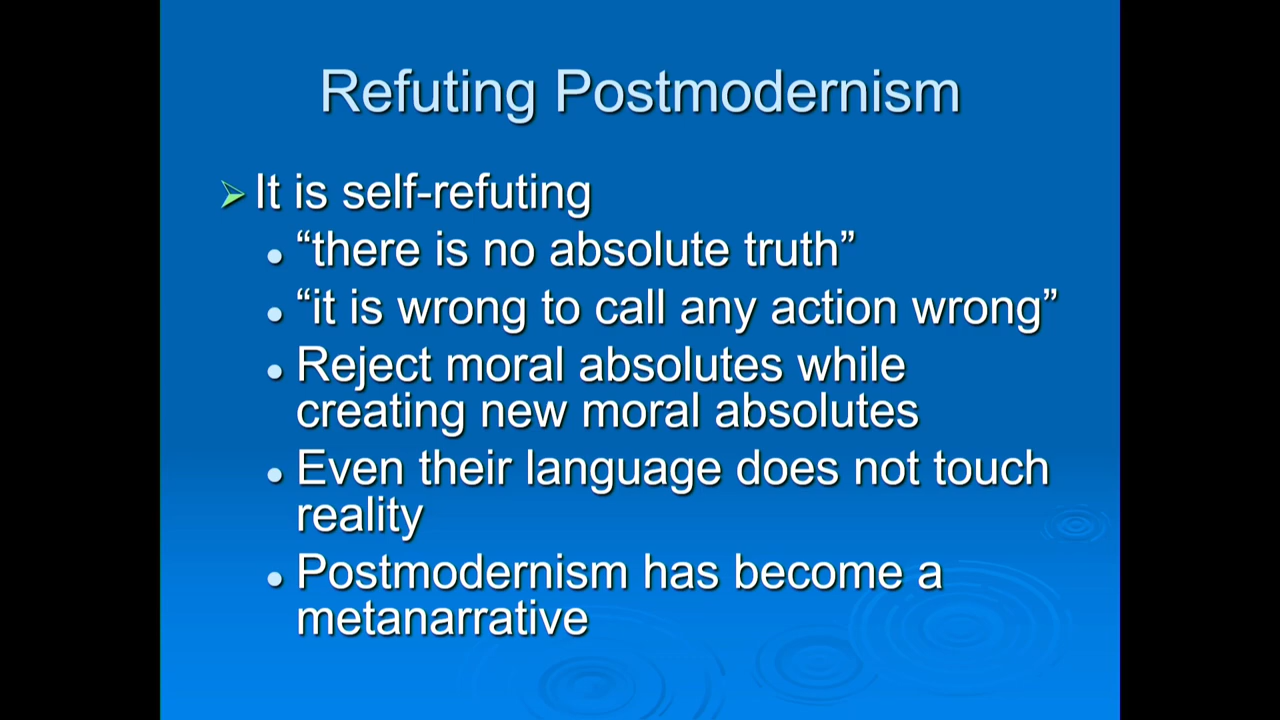 Refuting Postmodernism
It is self-refuting
“there is no absolute truth”
“it is wrong to call any action wrong”
Reject moral absolutes while
creating new moral absolutes
Even their language does not touch
reality
Postmodernism has become a
metanarrative